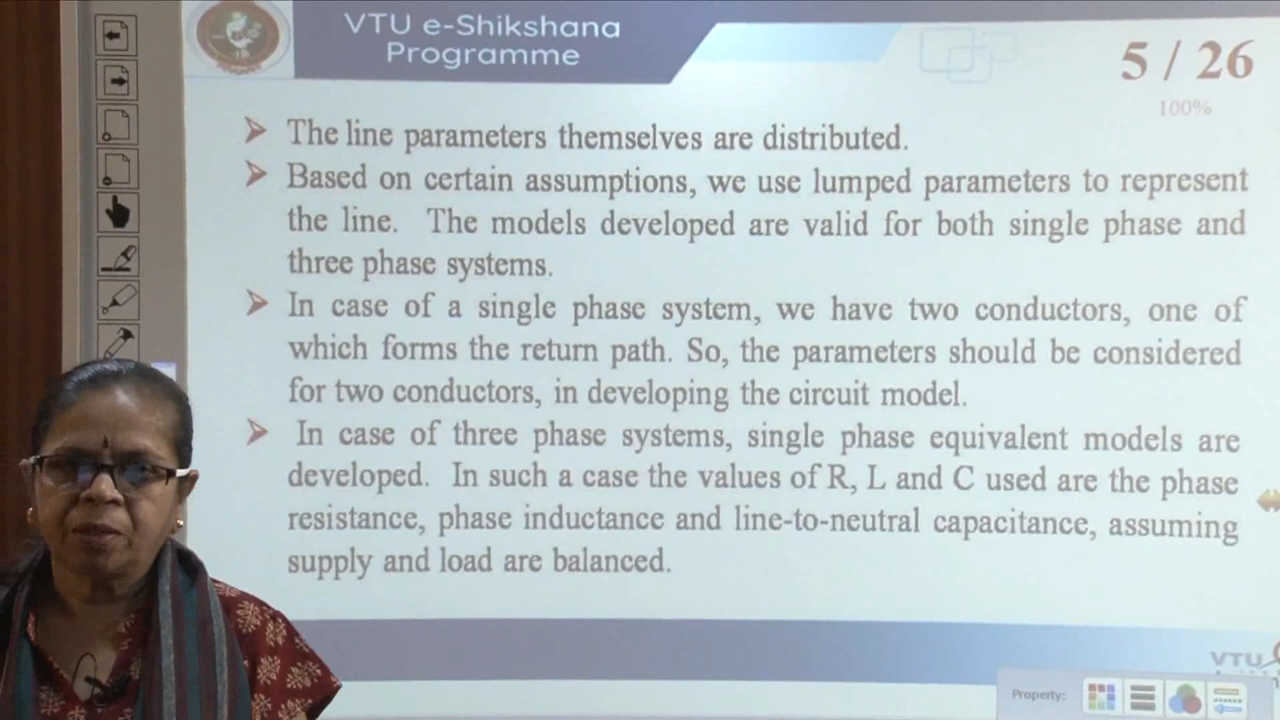 VTU e-Shikshana
Programme
5 / 26
100%
The line parameters themselves are distributed.
Based on certain assumptions, we use lumped parameters to represent
the line. The models developed are valid for both single phase and
three phase systems.
In case of a single phase system, we have two conductors, one of
which forms the return path. So, the parameters should be considered
for two conductors, in developing the circuit model.
In case of three phase systems, single phase equivalent models are
developed. In such a case the values of R, L and C used are the phase
resistance, phase inductance and line-to-neutral capacitance, assuming
supply and load are balanced.
VTU
Property: